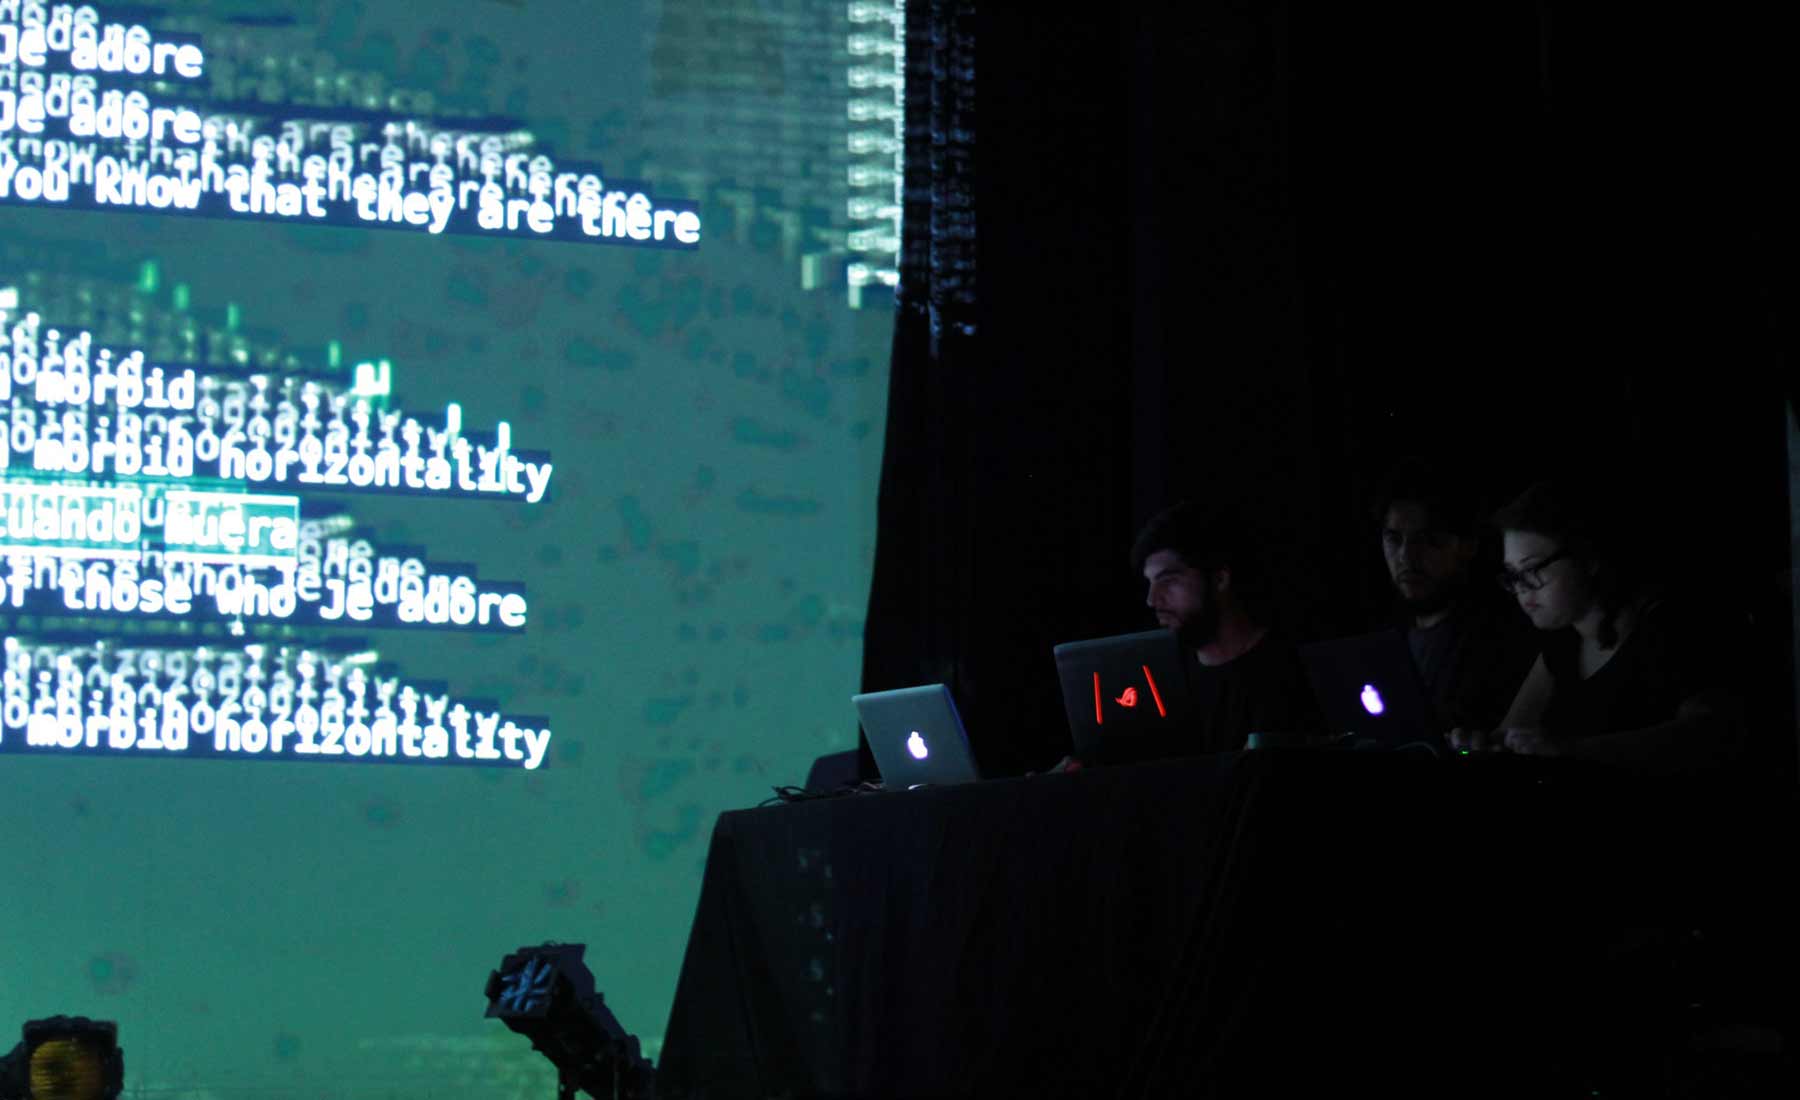 Je adore
Je adore
You know that they are there
morbid
morbid horizontality
cuando muera
of those who Je adore
morbid horizontality